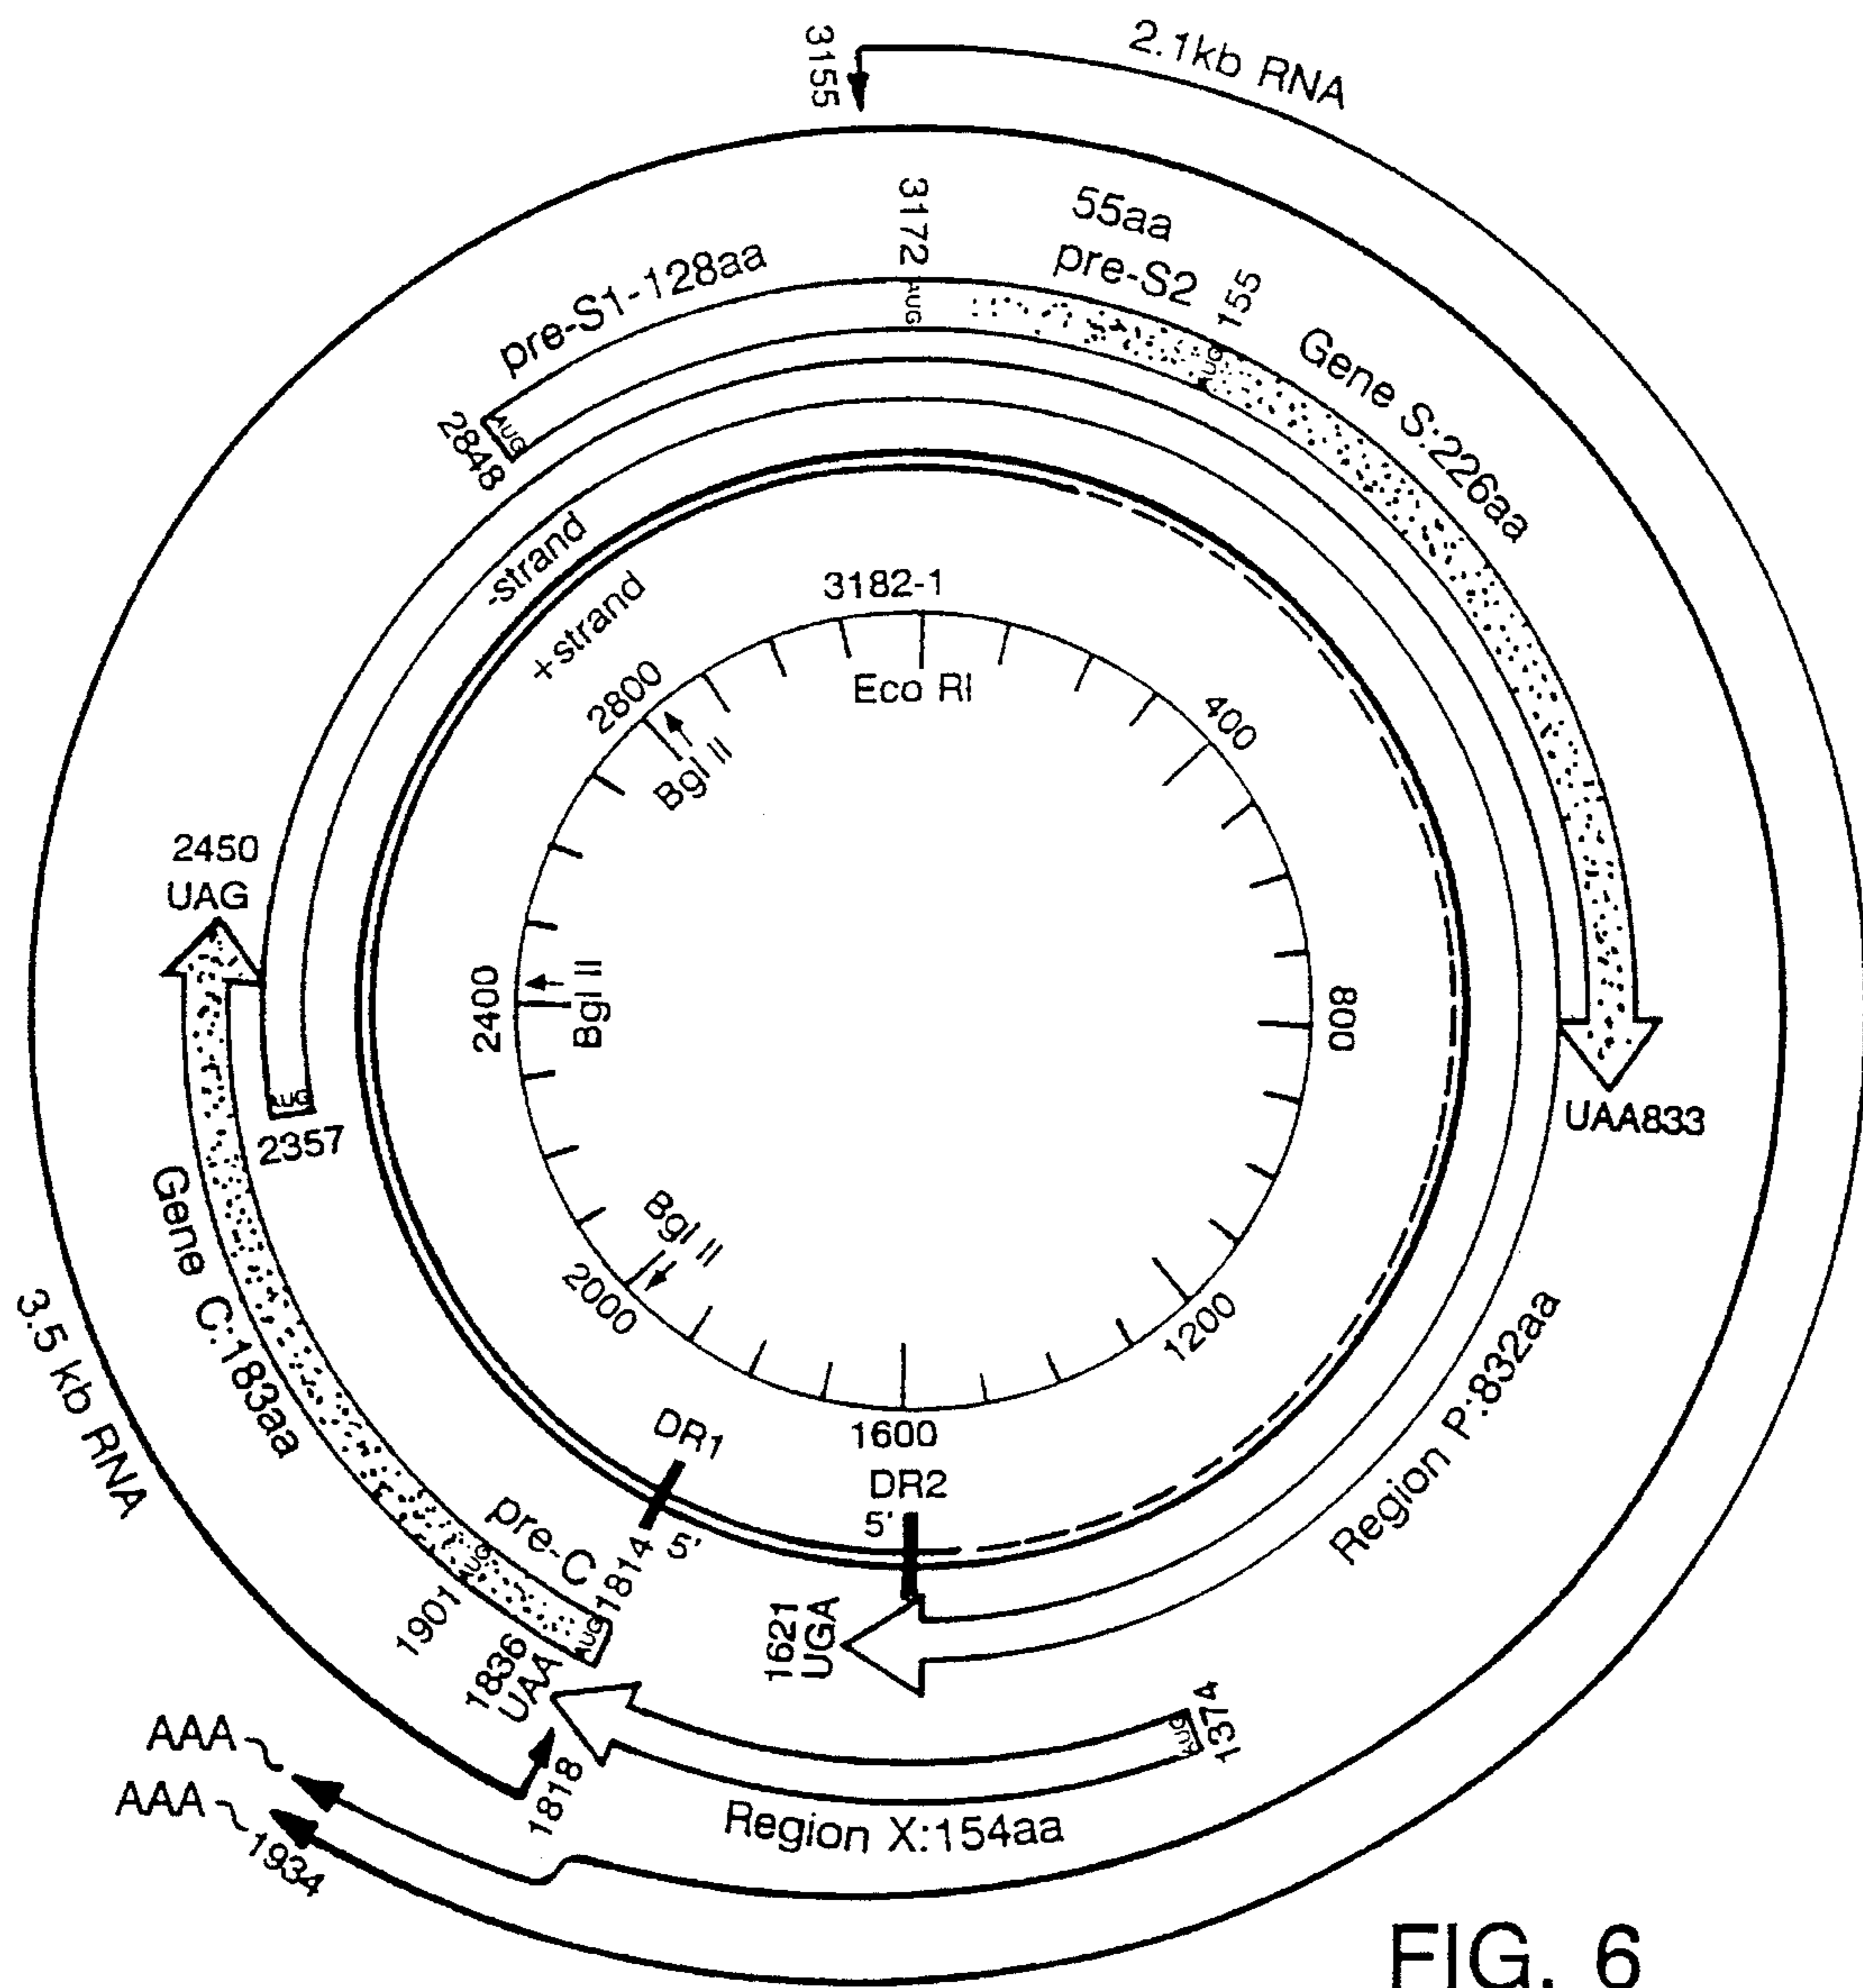 2.1kb RNA
3155
3172
55aa
pre-S2
155
Gene S:226aa
pre-S1-128aa
AUG
2848
AUG
-strand
+strand
3182-1
Eco RI
2800
Bgl II
400
2450
UAG
2400
Bgl II
800
UAA833
AUG
2357
Gene C:183aa
3.5 kb RNA
Bgl II
2000
1200
Region P:832aa
1600
DR1
DR2
5'
5'
pre-C
1814
AUG
1901
AUG
1836
UAA
1621
UGA
1374
AUG
1818
AAA
AAA
1934
Region X:154aa
FIG. 6